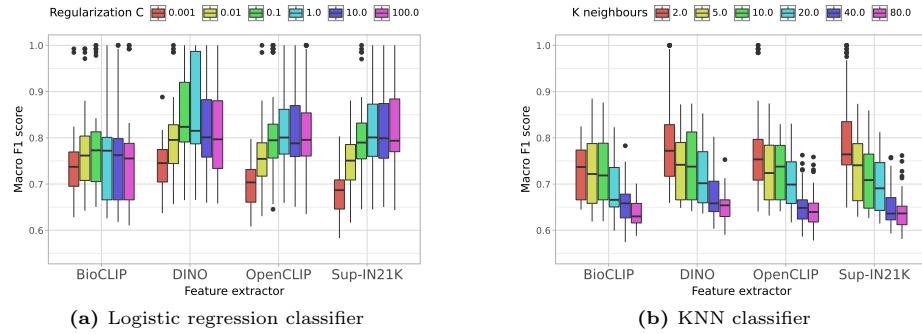 Regularization C 0.001 0.01 0.1 1.0 10.0 100.0
Macro F1 score
1.0
0.9
0.8
0.7
0.6
BioCLIP DINO OpenCLIP Sup-IN21K
Feature extractor
(a) Logistic regression classifier
K neighbours 2.0 5.0 10.0 20.0 40.0 80.0
Macro F1 score
1.0
0.9
0.8
0.7
0.6
BioCLIP DINO OpenCLIP Sup-IN21K
Feature extractor
(b) KNN classifier